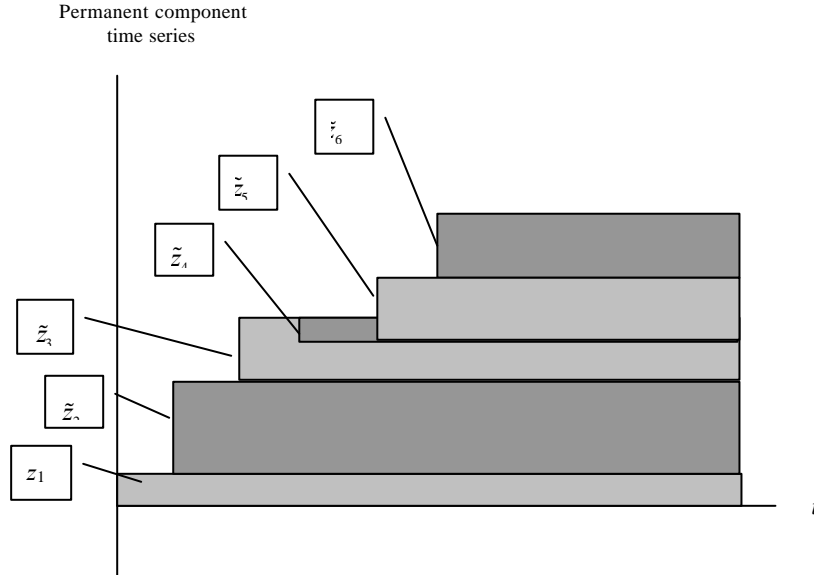 Permanent component
time series
z̃₆
z̃₅
z̃₄
z̃₃
z̃₂
z₁
t